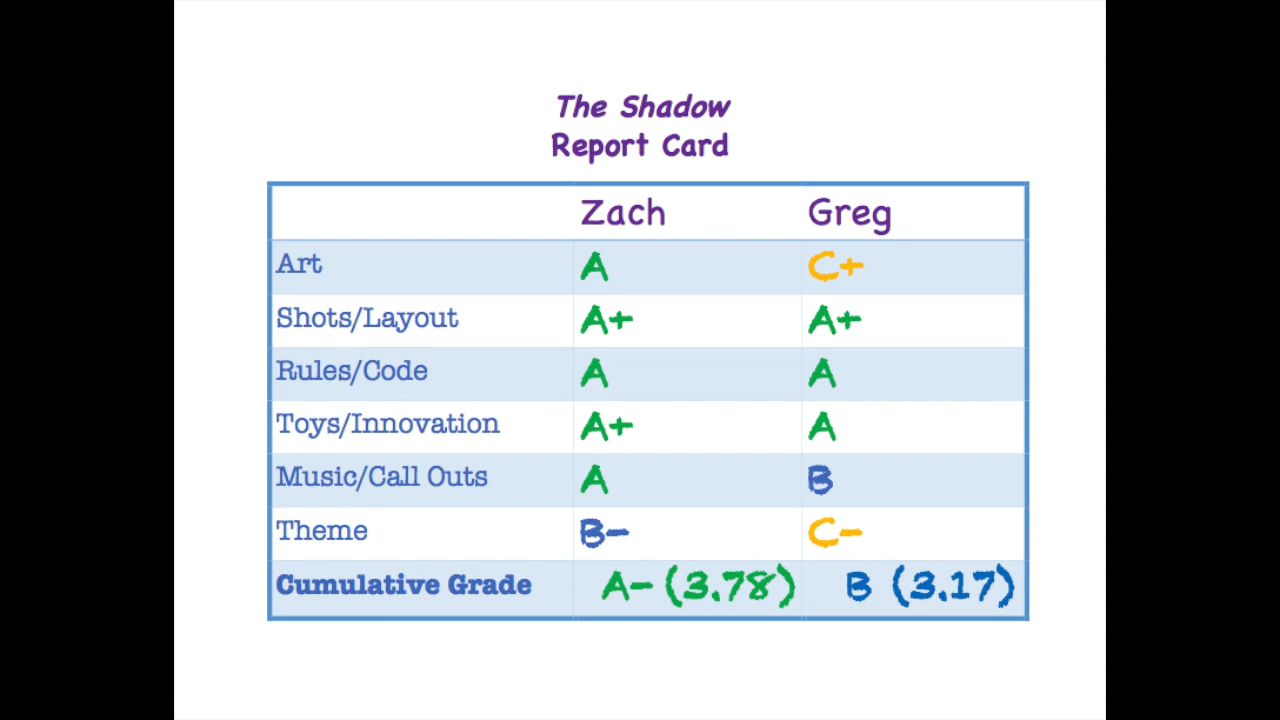 The Shadow
Report Card
Zach Greg
Art A C+
Shots/Layout A+ A+
Rules/Code A A
Toys/Innovation A+ A
Music/Call Outs A B
Theme B- C-
Cumulative Grade A- (3.78) B (3.17)